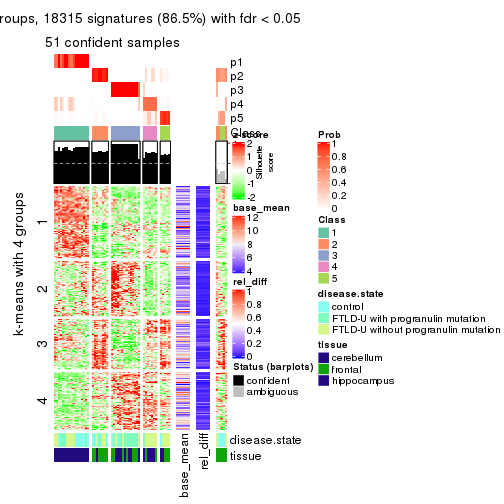 roups, 18315 signatures (86.5%) with fdr < 0.05
51 confident samples
p1
p2
p3
p4
p5
Class
k-means with 4 groups
1
2
3
4
z-score
2
1
0
-1
-2
Silhouette
score
base_mean
12
10
8
6
4
rel_diff
1
0.8
0.6
0.4
0.2
0
Status (barplots)
confident
ambiguous
Prob
1
0.8
0.6
0.4
0.2
0
Class
1
2
3
4
5
disease.state
control
FTLD-U with progranulin mutation
FTLD-U without progranulin mutation
tissue
cerebellum
frontal
hippocampus
disease.state
tissue
base_mean
rel_diff